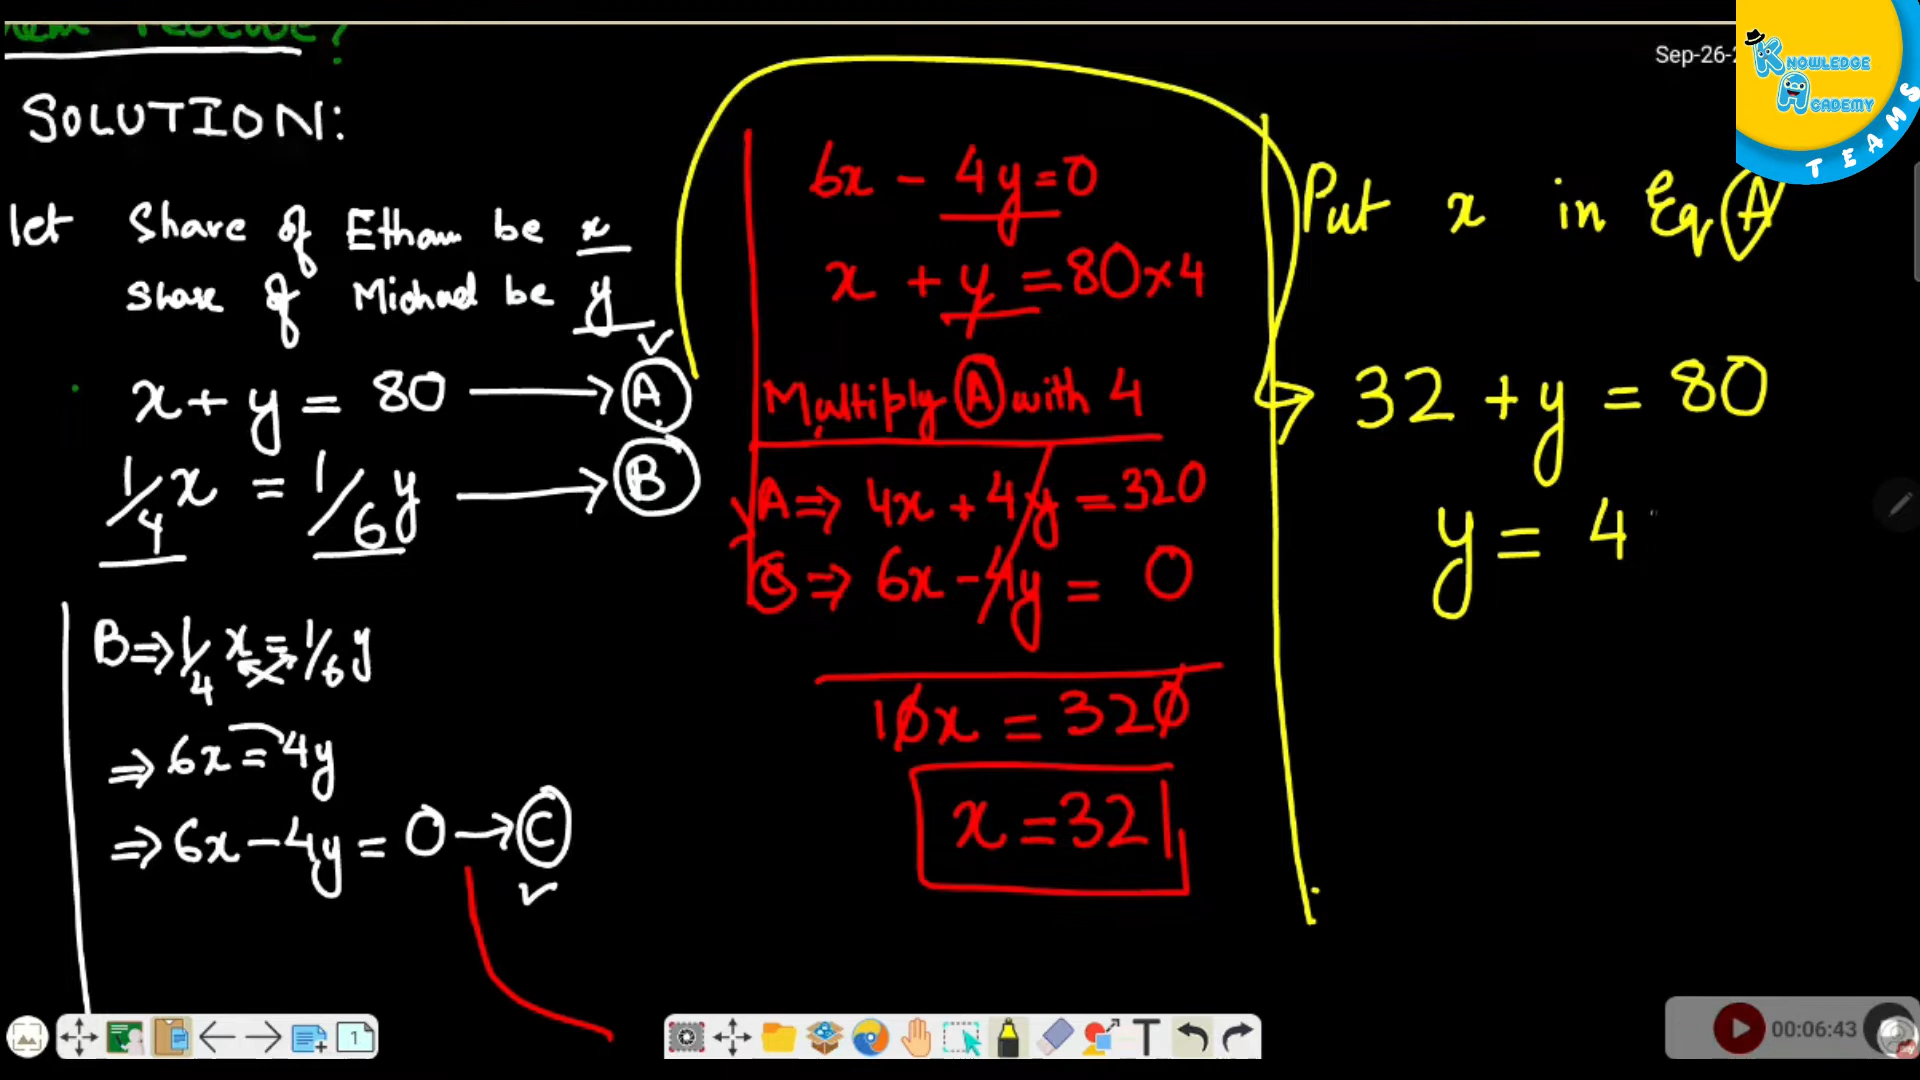 SOLUTION:
let Share of Ethan be x
Share of Michael be y
x + y = 80 → A
1/4 x = 1/6 y → B
B ⇒ 1/4 x = 1/6 y
⇒ 6x = 4y
⇒ 6x - 4y = 0 → C
6x - 4y = 0
x + y = 80 x 4
Multiply A with 4
A ⇒ 4x + 4y = 320
C ⇒ 6x - 4y = 0
10x = 320
x = 32
Put x in Eq A
32 + y = 80
y = 4
Sep-26-
KNOWLEDGE
ACADEMY
TEAMS
1
T
00:06:43